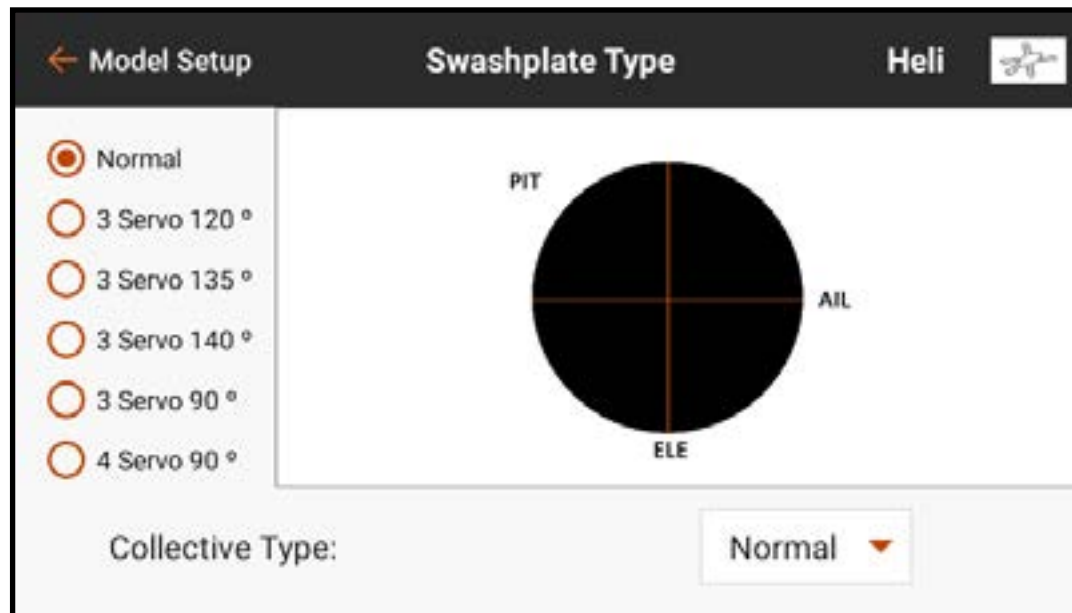 Model Setup
Swashplate Type
Heli
Normal
3 Servo 120 º
3 Servo 135 º
3 Servo 140 º
3 Servo 90 º
4 Servo 90 º
PIT
AIL
ELE
Collective Type:
Normal